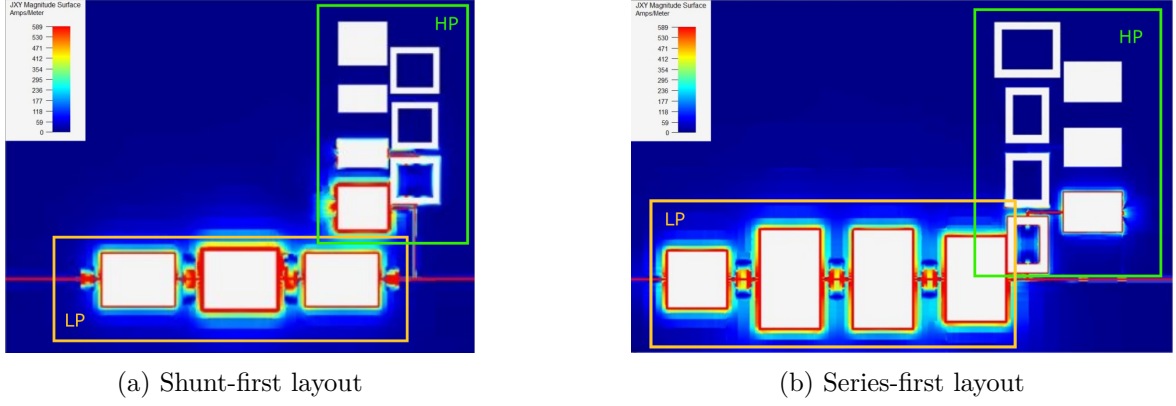 JXY Magnitude Surface
Amps/Meter
589
530
471
412
354
295
236
177
118
59
0
HP
LP
(a) Shunt-first layout
JXY Magnitude Surface
Amps/Meter
589
530
471
412
354
295
236
177
118
59
0
HP
LP
(b) Series-first layout